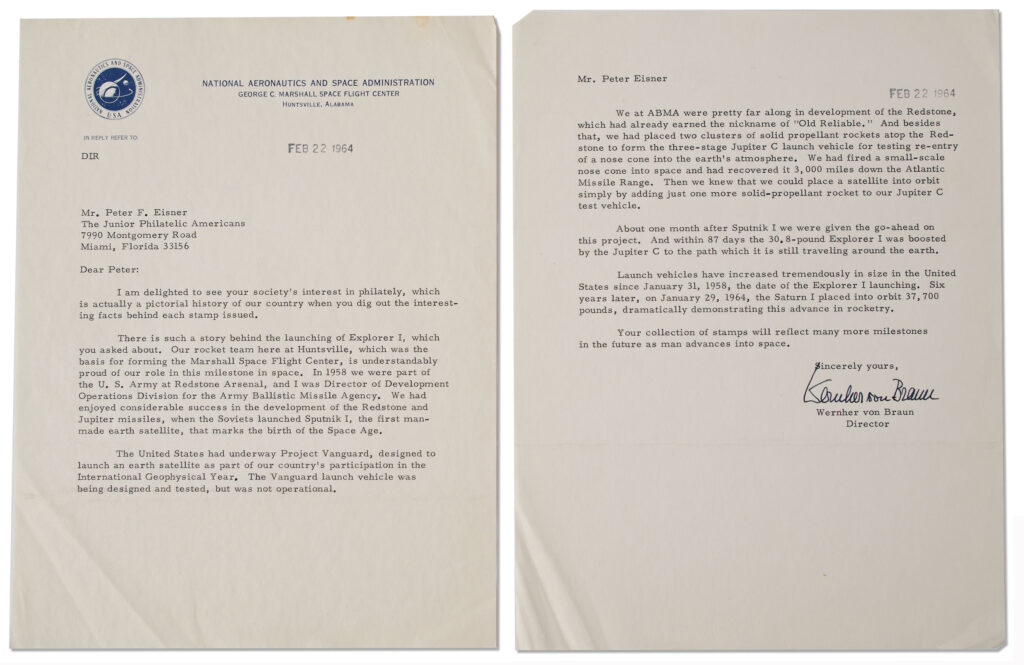 NATIONAL AERONAUTICS AND SPACE ADMINISTRATION
U S A
NATIONAL AERONAUTICS AND SPACE ADMINISTRATION
GEORGE C. MARSHALL SPACE FLIGHT CENTER
HUNTSVILLE, ALABAMA
IN REPLY REFER TO:
DIR
FEB 22 1964
Mr. Peter F. Eisner
The Junior Philatelic Americans
7990 Montgomery Road
Miami, Florida 33156
Dear Peter:
I am delighted to see your society's interest in philately, which
is actually a pictorial history of our country when you dig out the interest-
ing facts behind each stamp issued.
There is such a story behind the launching of Explorer I, which
you asked about. Our rocket team here at Huntsville, which was the
basis for forming the Marshall Space Flight Center, is understandably
proud of our role in this milestone in space. In 1958 we were part of
the U. S. Army at Redstone Arsenal, and I was Director of Development
Operations Division for the Army Ballistic Missile Agency. We had
enjoyed considerable success in the development of the Redstone and
Jupiter missiles, when the Soviets launched Sputnik I, the first man-
made earth satellite, that marks the birth of the Space Age.
The United States had underway Project Vanguard, designed to
launch an earth satellite as part of our country's participation in the
International Geophysical Year. The Vanguard launch vehicle was
being designed and tested, but was not operational.
Mr. Peter Eisner
FEB 22 1964
We at ABMA were pretty far along in development of the Redstone,
which had already earned the nickname of "Old Reliable." And besides
that, we had placed two clusters of solid propellant rockets atop the Red-
stone to form the three-stage Jupiter C launch vehicle for testing re-entry
of a nose cone into the earth's atmosphere. We had fired a small-scale
nose cone into space and had recovered it 3,000 miles down the Atlantic
Missile Range. Then we knew that we could place a satellite into orbit
simply by adding just one more solid-propellant rocket to our Jupiter C
test vehicle.
About one month after Sputnik I we were given the go-ahead on
this project. And within 87 days the 30.8-pound Explorer I was boosted
by the Jupiter C to the path which it is still traveling around the earth.
Launch vehicles have increased tremendously in size in the United
States since January 31, 1958, the date of the Explorer I launching. Six
years later, on January 29, 1964, the Saturn I placed into orbit 37,700
pounds, dramatically demonstrating this advance in rocketry.
Your collection of stamps will reflect many more milestones
in the future as man advances into space.
Sincerely yours,
Wernher von Braun
Wernher von Braun
Director